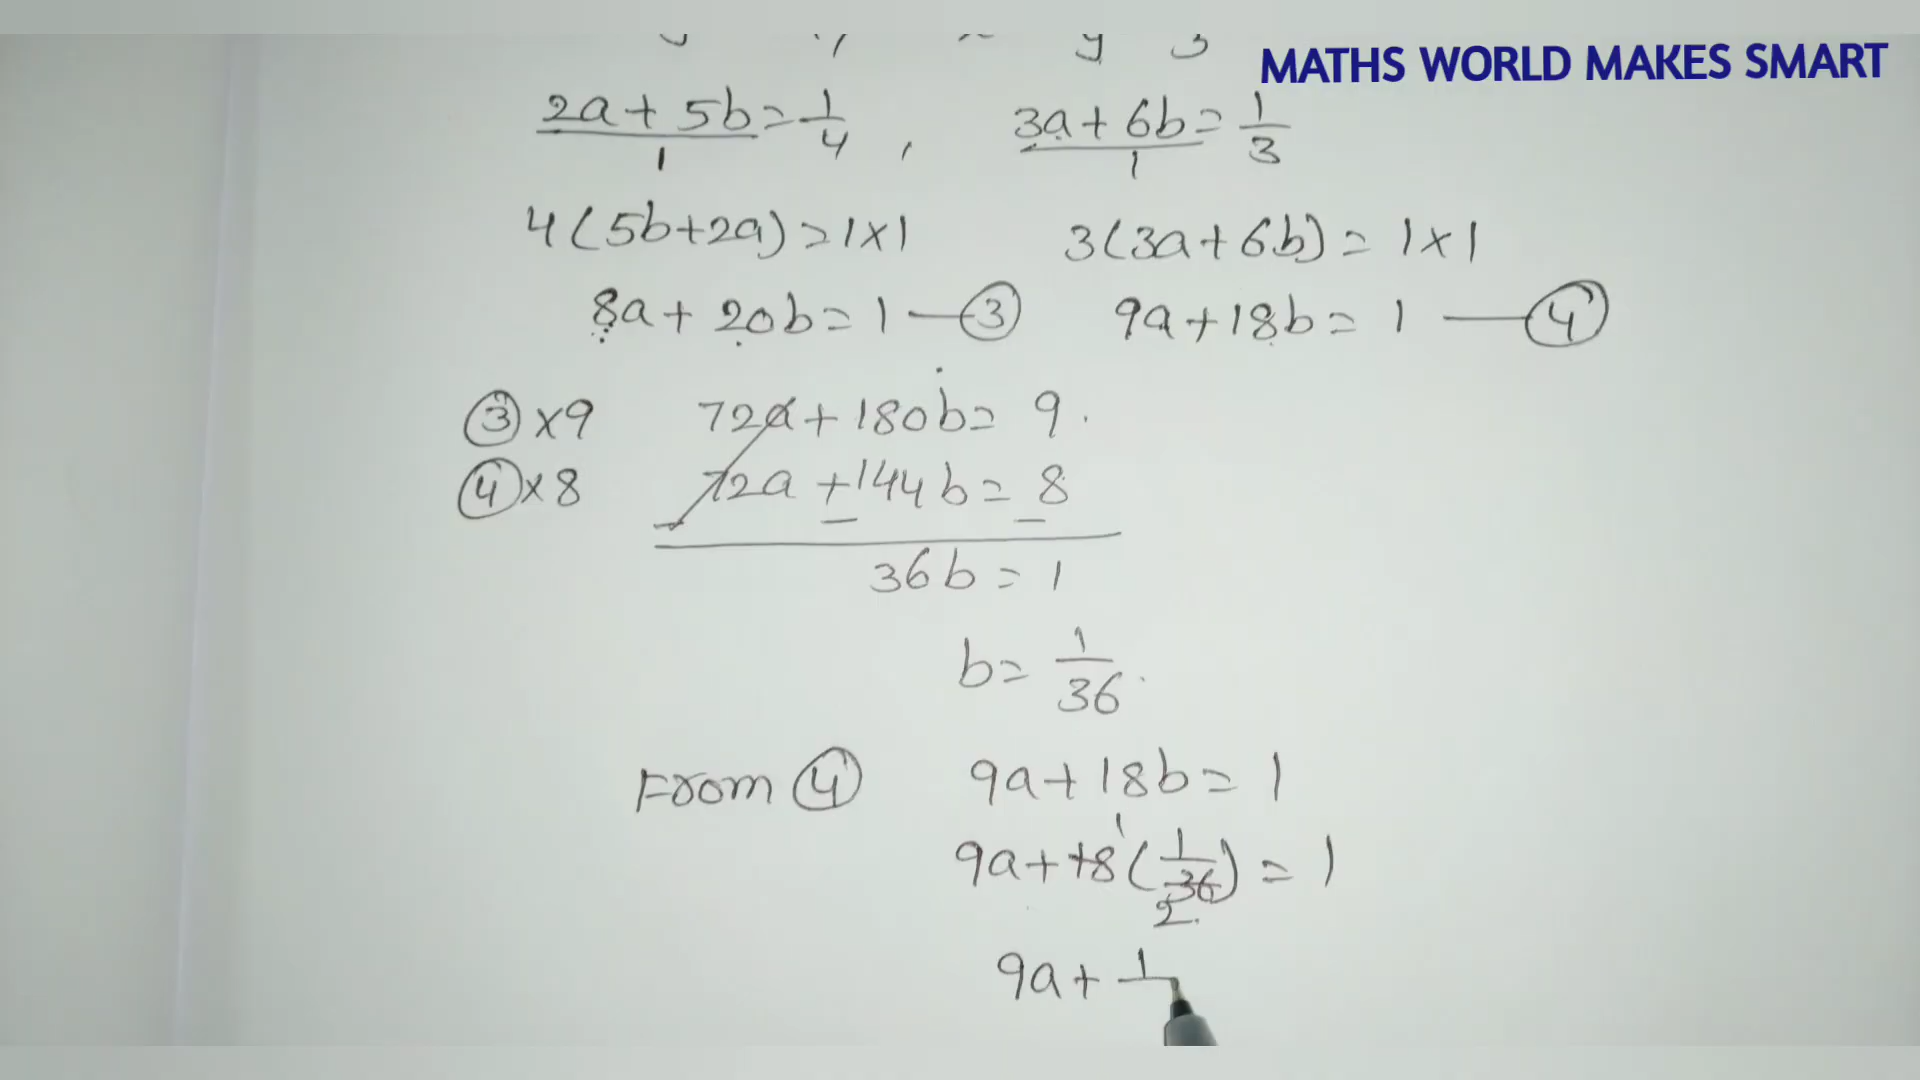 MATHS WORLD MAKES SMART
2a + 5b = 1/4 , 3a + 6b = 1/3
1 1
4(5b+2a) = 1×1 3(3a+6b) = 1×1
8a + 20b = 1 — ③ 9a+18b = 1 — ④
③ ×9 72a + 180b = 9
④ ×8 72a + 144b = 8
— — —
36b = 1
b = 1/36
From ④ 9a + 18b = 1
1
9a + 18(1/36) = 1
2
9a + 1